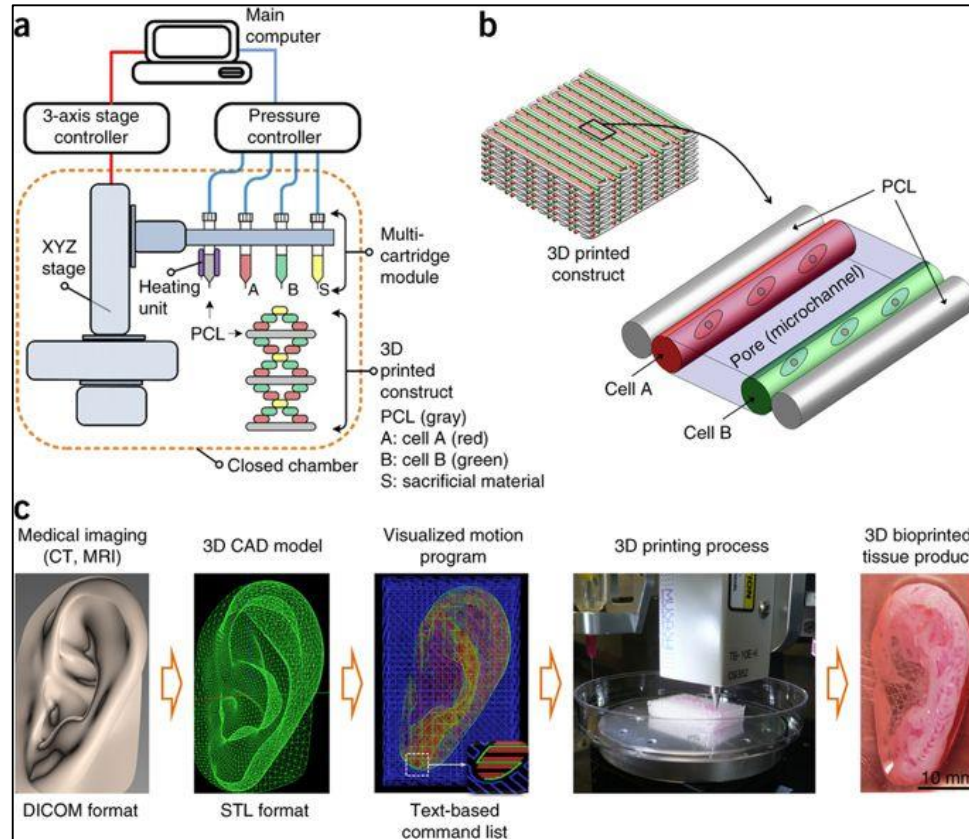 a
Main
computer
3-axis stage
controller
Pressure
controller
XYZ
stage
Heating
unit
A
B
S
Multi-
cartridge
module
PCL
3D
printed
construct
PCL (gray)
A: cell A (red)
B: cell B (green)
S: sacrificial material
Closed chamber
b
3D printed
construct
PCL
Pore (microchannel)
Cell A
Cell B
c
Medical imaging
(CT, MRI)
3D CAD model
Visualized motion
program
3D printing process
3D bioprinted
tissue produc
DICOM format
STL format
Text-based
command list
10 mm